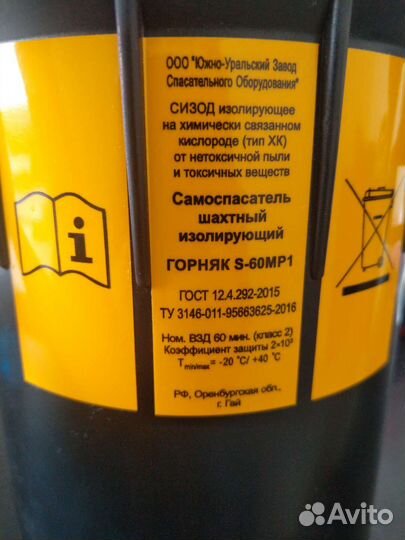 ООО "Южно-Уральский Завод
Спасательного Оборудования"
СИЗОД изолирующее
на химически связанном
кислороде (тип ХК)
от нетоксичной пыли
и токсичных веществ
Самоспасатель
шахтный
изолирующий
ГОРНЯК S-60МР1
ГОСТ 12.4.292-2015
ТУ 3146-011-95663625-2016
Ном. ВЗД 60 мин. (класс 2)
Коэффициент защиты 2×10³
Tmin/max= -20 °C/ +40 °C
РФ, Оренбургская обл.,
г. Гай
Avito